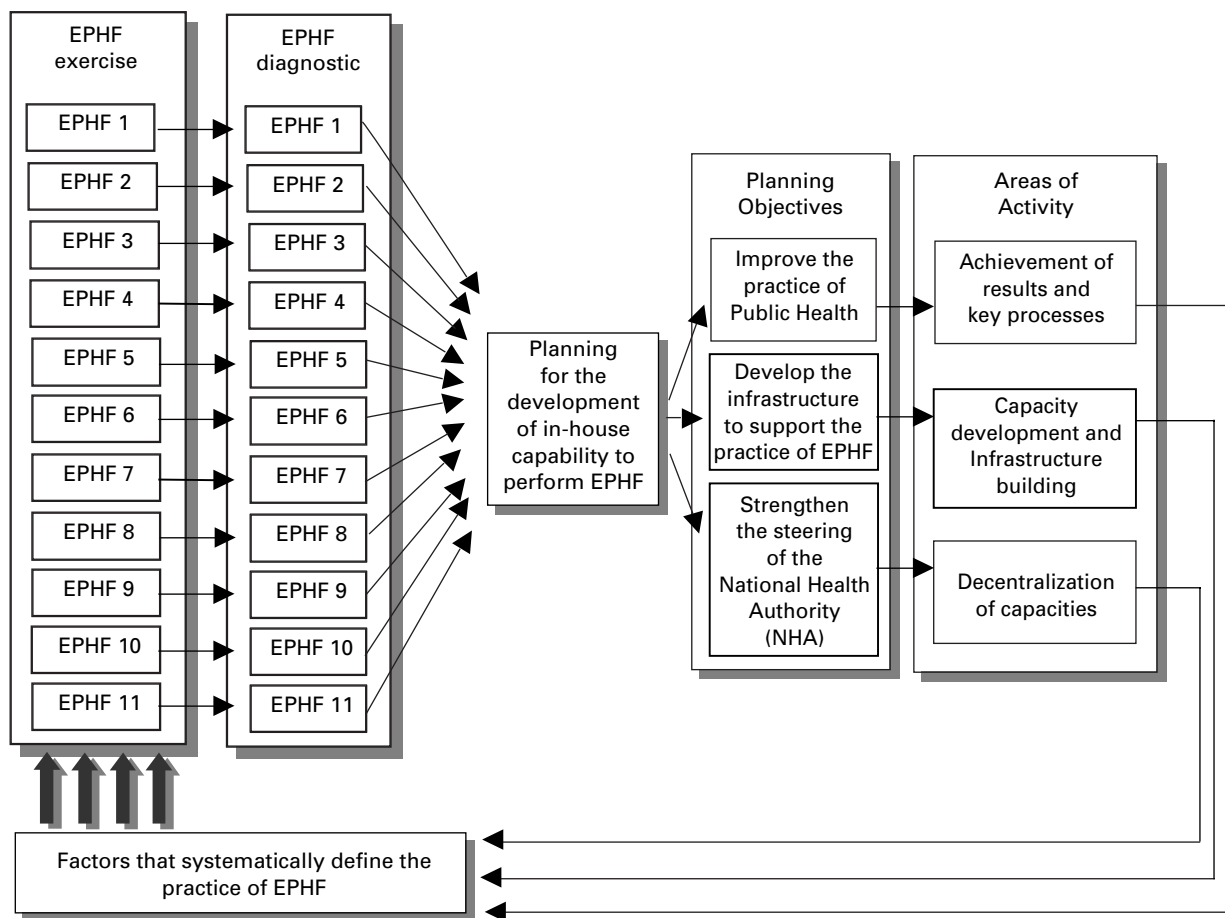 EPHF
exercise
EPHF 1
EPHF 2
EPHF 3
EPHF 4
EPHF 5
EPHF 6
EPHF 7
EPHF 8
EPHF 9
EPHF 10
EPHF 11
EPHF
diagnostic
EPHF 1
EPHF 2
EPHF 3
EPHF 4
EPHF 5
EPHF 6
EPHF 7
EPHF 8
EPHF 9
EPHF 10
EPHF 11
Planning
for the
development
of in-house
capability to
perform EPHF
Planning
Objectives
Improve the
practice of
Public Health
Develop the
infrastructure
to support the
practice of EPHF
Strengthen
the steering
of the
National Health
Authority
(NHA)
Areas of
Activity
Achievement of
results and
key processes
Capacity
development and
Infrastructure
building
Decentralization
of capacities
Factors that systematically define the
practice of EPHF